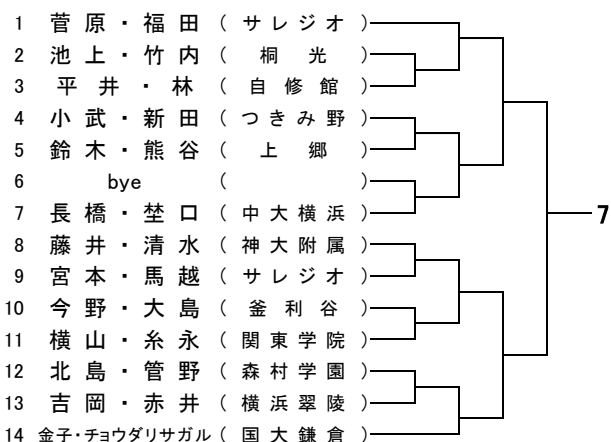 1 菅原・福田(サレジオ)
2 池上・竹内(桐光)
3 平井・林(自修館)
4 小武・新田(つきみ野)
5 鈴木・熊谷(上郷)
6 bye ( )
7 長橋・埜口(中大横浜)
7
8 藤井・清水(神大附属)
9 宮本・馬越(サレジオ)
10 今野・大島(釜利谷)
11 横山・糸永(関東学院)
12 北島・管野(森村学園)
13 吉岡・赤井(横浜翠陵)
14 金子・チョウダリサガル(国大鎌倉)